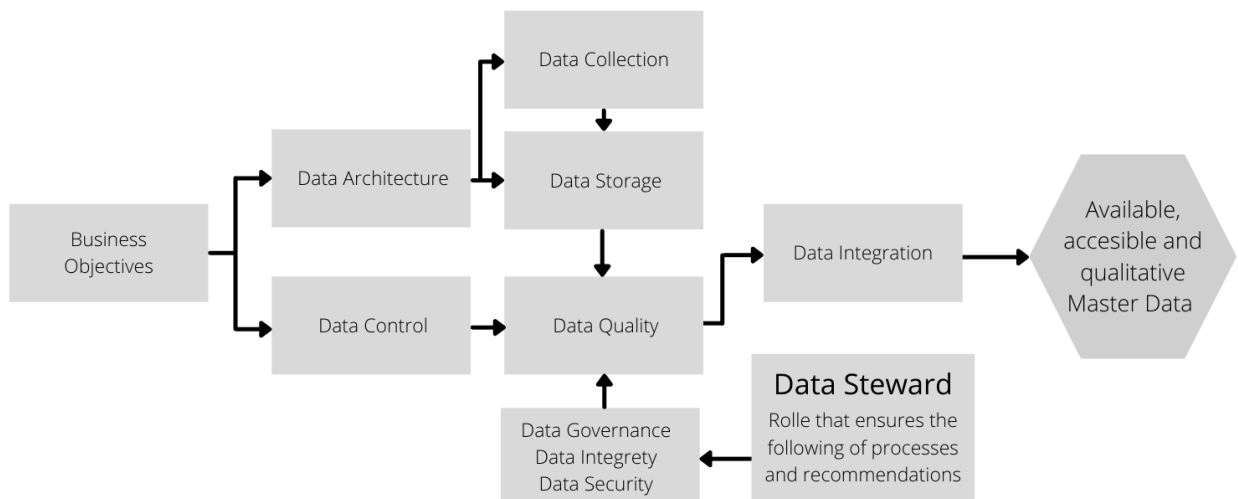 Data Collection
Data Architecture
Data Storage
Business
Objectives
Available,
accesible and
qualitative
Master Data
Data Integration
Data Control
Data Quality
Data Steward
Rolle that ensures the
following of processes
and recommendations
Data Governance
Data Integrety
Data Security